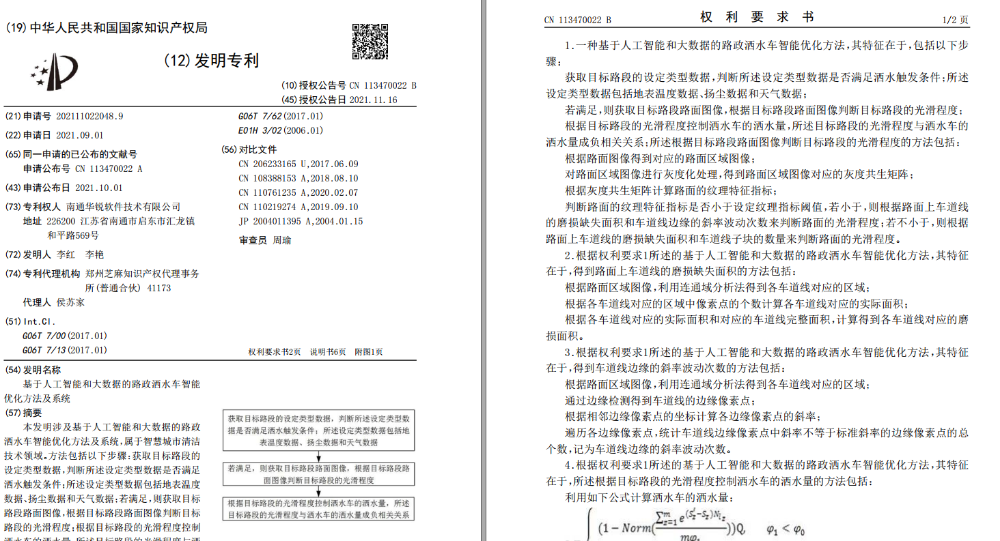 (19)中华人民共和国国家知识产权局
(12)发明专利
(10)授权公告号 CN 113470022 B
(45)授权公告日 2021.11.16
(21)申请号 202111022048.9
(22)申请日 2021.09.01
(65)同一申请的已公布的文献号
申请公布号 CN 113470022 A
(43)申请公布日 2021.10.01
(73)专利权人 南通华锐软件技术有限公司
地址 226200 江苏省南通市启东市汇龙镇
和平路569号
(72)发明人 李红 李艳
(74)专利代理机构 郑州芝麻知识产权代理事务
所(普通合伙) 41173
代理人 侯苏家
(51)Int.Cl.
G06T 7/00(2017.01)
G06T 7/13(2017.01)
G06T 7/62(2017.01)
E01H 3/02(2006.01)
(56)对比文件
CN 206233165 U,2017.06.09
CN 108388153 A,2018.08.10
CN 110761235 A,2020.02.07
CN 110219274 A,2019.09.10
JP 2004011395 A,2004.01.15
审查员 周瑜
权利要求书2页 说明书6页 附图1页
(54)发明名称
基于人工智能和大数据的路政洒水车智能
优化方法及系统
(57)摘要
本发明涉及基于人工智能和大数据的路政
洒水车智能优化方法及系统,属于智慧城市清洁
技术领域。方法包括以下步骤:获取目标路段的
设定类型数据,判断所述设定类型数据是否满足
洒水触发条件;所述设定类型数据包括地表温度
数据、扬尘数据和天气数据;若满足,则获取目标
路段路面图像,根据目标路段路面图像判断目标
路段的光滑程度;根据目标路段的光滑程度控制
洒水车的洒水量,所述目标路段的光滑程度与洒
获取目标路段的设定类型数据,判断所述设定类型数
据是否满足洒水触发条件;所述设定类型数据包括地
表温度数据、扬尘数据和天气数据
若满足,则获取目标路段路面图像,根据目标路段路
面图像判断目标路段的光滑程度
根据目标路段的光滑程度控制洒水车的洒水量,所述
目标路段的光滑程度与洒水车的洒水量成负相关关系
CN 113470022 B
权 利 要 求 书
1/2 页
1.一种基于人工智能和大数据的路政洒水车智能优化方法,其特征在于,包括以下步
骤:
获取目标路段的设定类型数据,判断所述设定类型数据是否满足洒水触发条件;所述
设定类型数据包括地表温度数据、扬尘数据和天气数据;
若满足,则获取目标路段路面图像,根据目标路段路面图像判断目标路段的光滑程度;
根据目标路段的光滑程度控制洒水车的洒水量,所述目标路段的光滑程度与洒水车的
洒水量成负相关关系;所述根据目标路段路面图像判断目标路段的光滑程度的方法包括:
根据路面图像得到对应的路面区域图像;
对路面区域图像进行灰度化处理,得到路面区域图像对应的灰度共生矩阵;
根据灰度共生矩阵计算路面的纹理特征指标;
判断路面的纹理特征指标是否小于设定纹理指标阈值,若小于,则根据路面上车道线
的磨损缺失面积和车道线边缘的斜率波动次数来判断路面的光滑程度;若不小于,则根据
路面上车道线的磨损缺失面积和车道线子块的数量来判断路面的光滑程度。
2.根据权利要求1所述的基于人工智能和大数据的路政洒水车智能优化方法,其特征
在于,得到路面上车道线的磨损缺失面积的方法包括:
根据路面区域图像,利用连通域分析法得到各车道线对应的区域;
根据各车道线对应的区域中像素点的个数计算各车道线对应的实际面积;
根据各车道线对应的实际面积和对应的车道线完整面积,计算得到各车道线对应的磨
损面积。
3.根据权利要求1所述的基于人工智能和大数据的路政洒水车智能优化方法,其特征
在于,得到车道线边缘的斜率波动次数的方法包括:
根据路面区域图像,利用连通域分析法得到各车道线对应的区域;
通过边缘检测得到车道线的边缘像素点;
根据相邻边缘像素点的坐标计算各边缘像素点的斜率;
遍历各边缘像素点,统计车道线边缘像素点中斜率不等于标准斜率的边缘像素点的总
个数,记为车道线边缘的斜率波动次数。
4.根据权利要求1所述的基于人工智能和大数据的路政洒水车智能优化方法,其特征
在于,所述根据目标路段的光滑程度控制洒水车的洒水量的方法包括:
利用如下公式计算洒水车的洒水量: